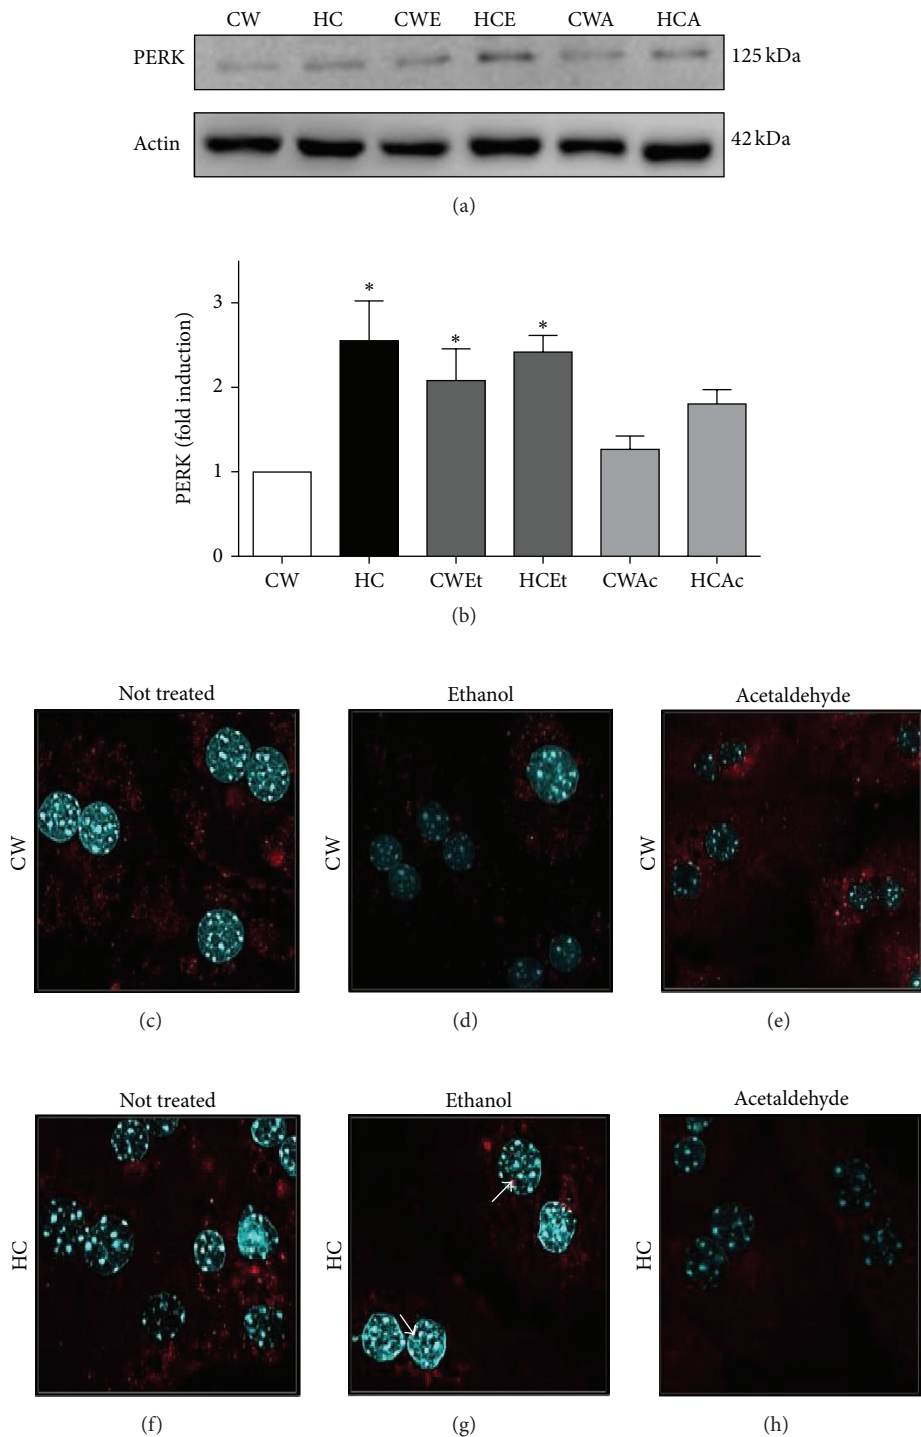 CW HC CWE HCE CWA HCA
PERK 125 kDa
Actin 42 kDa
(a)
PERK (fold induction)
3
2
1
0
* * *
CW HC CWEt HCEt CWAc HCAc
(b)
Not treated Ethanol Acetaldehyde
CW CW CW
(c) (d) (e)
Not treated Ethanol Acetaldehyde
HC HC HC
(f) (g) (h)